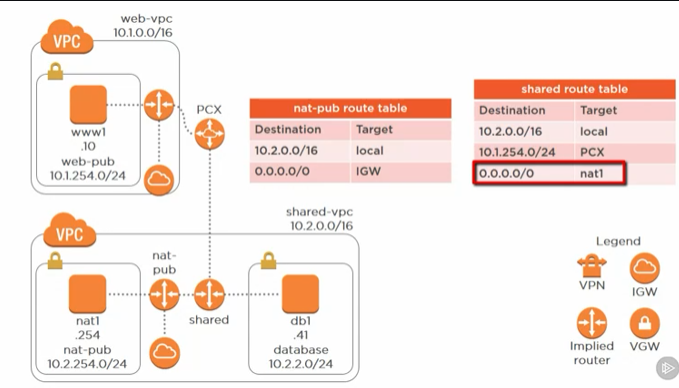 web-vpc
10.1.0.0/16
VPC
www1
.10
web-pub
10.1.254.0/24
PCX
nat-pub route table
Destination Target
10.2.0.0/16 local
0.0.0.0/0 IGW
shared route table
Destination Target
10.2.0.0/16 local
10.1.254.0/24 PCX
0.0.0.0/0 nat1
shared-vpc
10.2.0.0/16
VPC
nat-
pub
nat1
.254
nat-pub
10.2.254.0/24
shared
db1
.41
database
10.2.2.0/24
Legend
VPN
IGW
Implied
router
VGW